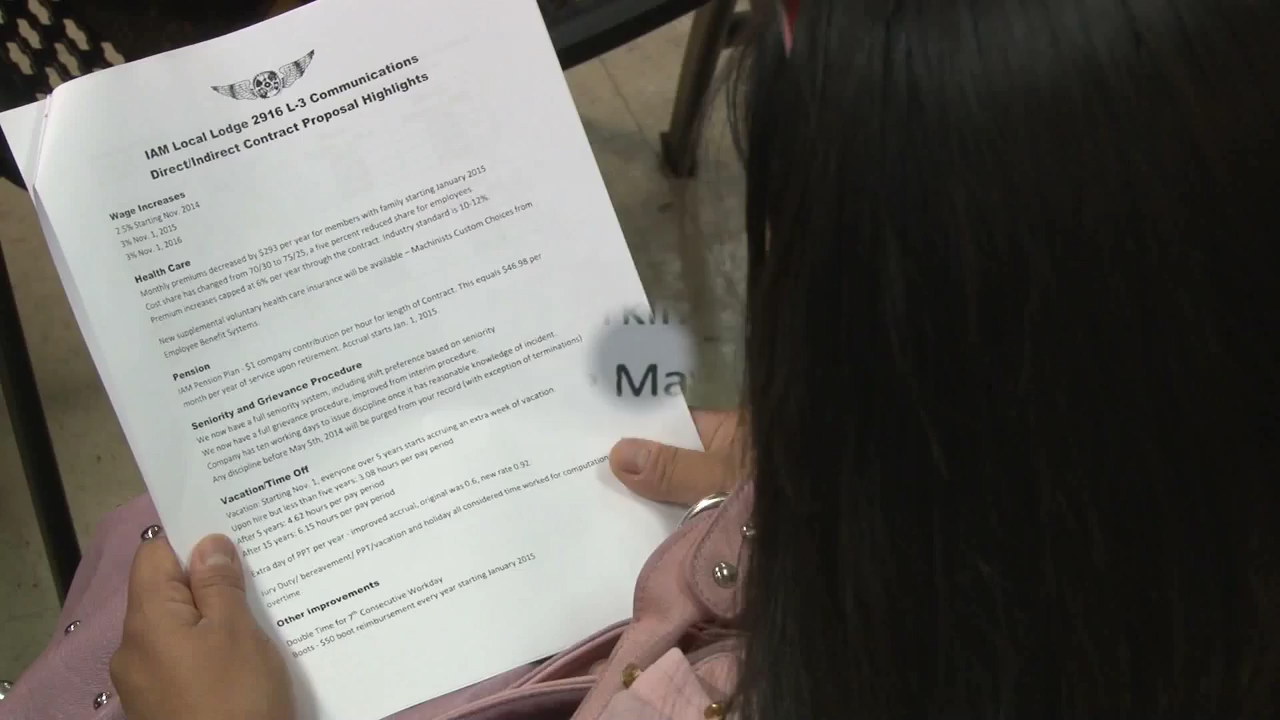 IAM Local Lodge 2916 L-3 Communications
Direct/Indirect Contract Proposal Highlights
Wage Increases
2.5% Starting Nov. 2014
3% Nov. 1, 2015
3% Nov. 1, 2016
Health Care
Monthly premiums decreased by $293 per year for members with family starting January 2015
Cost share has changed from 70/30 to 75/25, a five percent reduced share for employees
Premium increases capped at 6% per year through the contract. Industry standard is 10-12%.
New supplemental voluntary health care insurance will be available – Machinists Custom Choices from
Employee Benefit Systems.
Pension
IAM Pension Plan - $1 company contribution per hour for length of Contract. This equals $46.98 per
month per year of service upon retirement. Accrual starts Jan. 1, 2015
Seniority and Grievance Procedure
We now have a full seniority system, including shift preference based on seniority
We now have a full grievance procedure, improved from interim procedure.
Company has ten working days to issue discipline once it has reasonable knowledge of incident.
Any discipline before May 5th, 2014 will be purged from your record (with exception of terminations)
Vacation/Time Off
Vacation: Starting Nov. 1, everyone over 5 years starts accruing an extra week of vacation.
Upon hire but less than five years: 3.08 hours per pay period
After 5 years: 4.62 hours per pay period
After 15 years: 6.15 hours per pay period
Extra day of PPT per year - improved accrual, original was 0.6, new rate 0.92.
Jury Duty/ bereavement/ PPT/vacation and holiday all considered time worked for computation
overtime
Other improvements
Double Time for 7th Consecutive Workday
Boots - $50 boot reimbursement every year starting January 2015
Ma